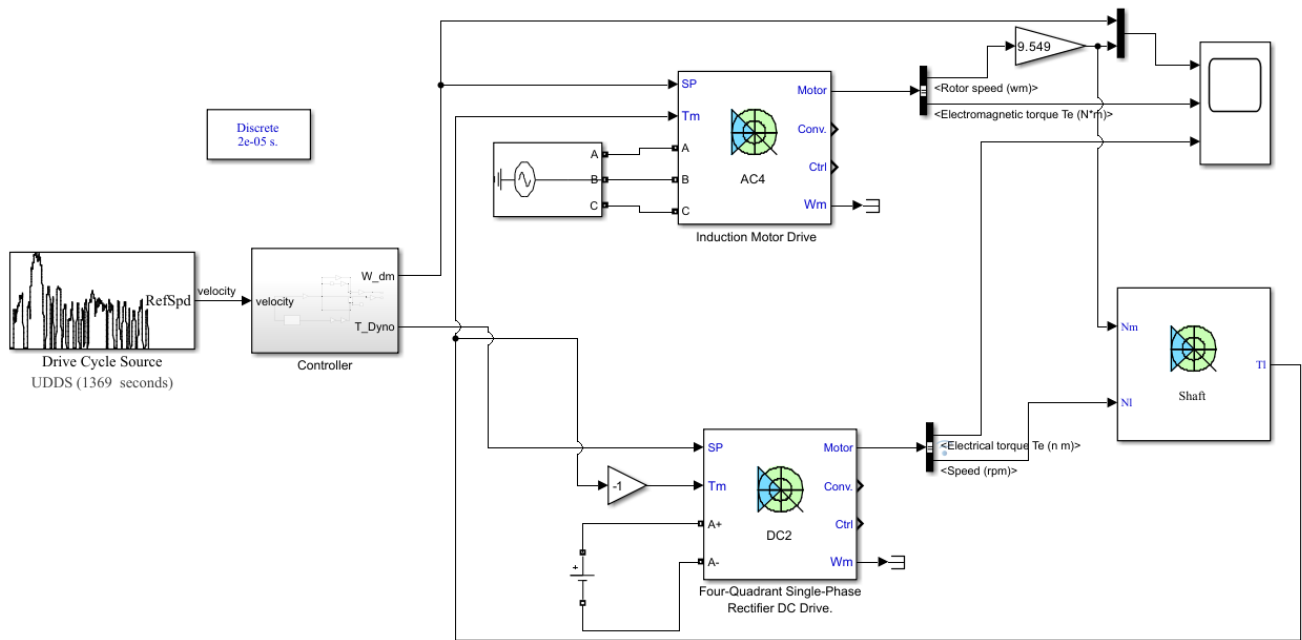 9.549
SP
Motor
<Rotor speed (wm)>
Tm
<Electromagnetic torque Te (N*m)>
Conv.
Discrete
2e-05 s.
A
A
B
B
AC4
Ctrl
C
C
Wm
Induction Motor Drive
W_dm
RefSpd
velocity
velocity
T_Dyno
Nm
Drive Cycle Source
UDDS (1369 seconds)
Controller
Tl
Shaft
Nl
SP
Motor
<Electrical torque Te (n m)>
<Speed (rpm)>
-1
Tm
Conv.
A+
DC2
Ctrl
A-
Wm
+
Four-Quadrant Single-Phase
Rectifier DC Drive.